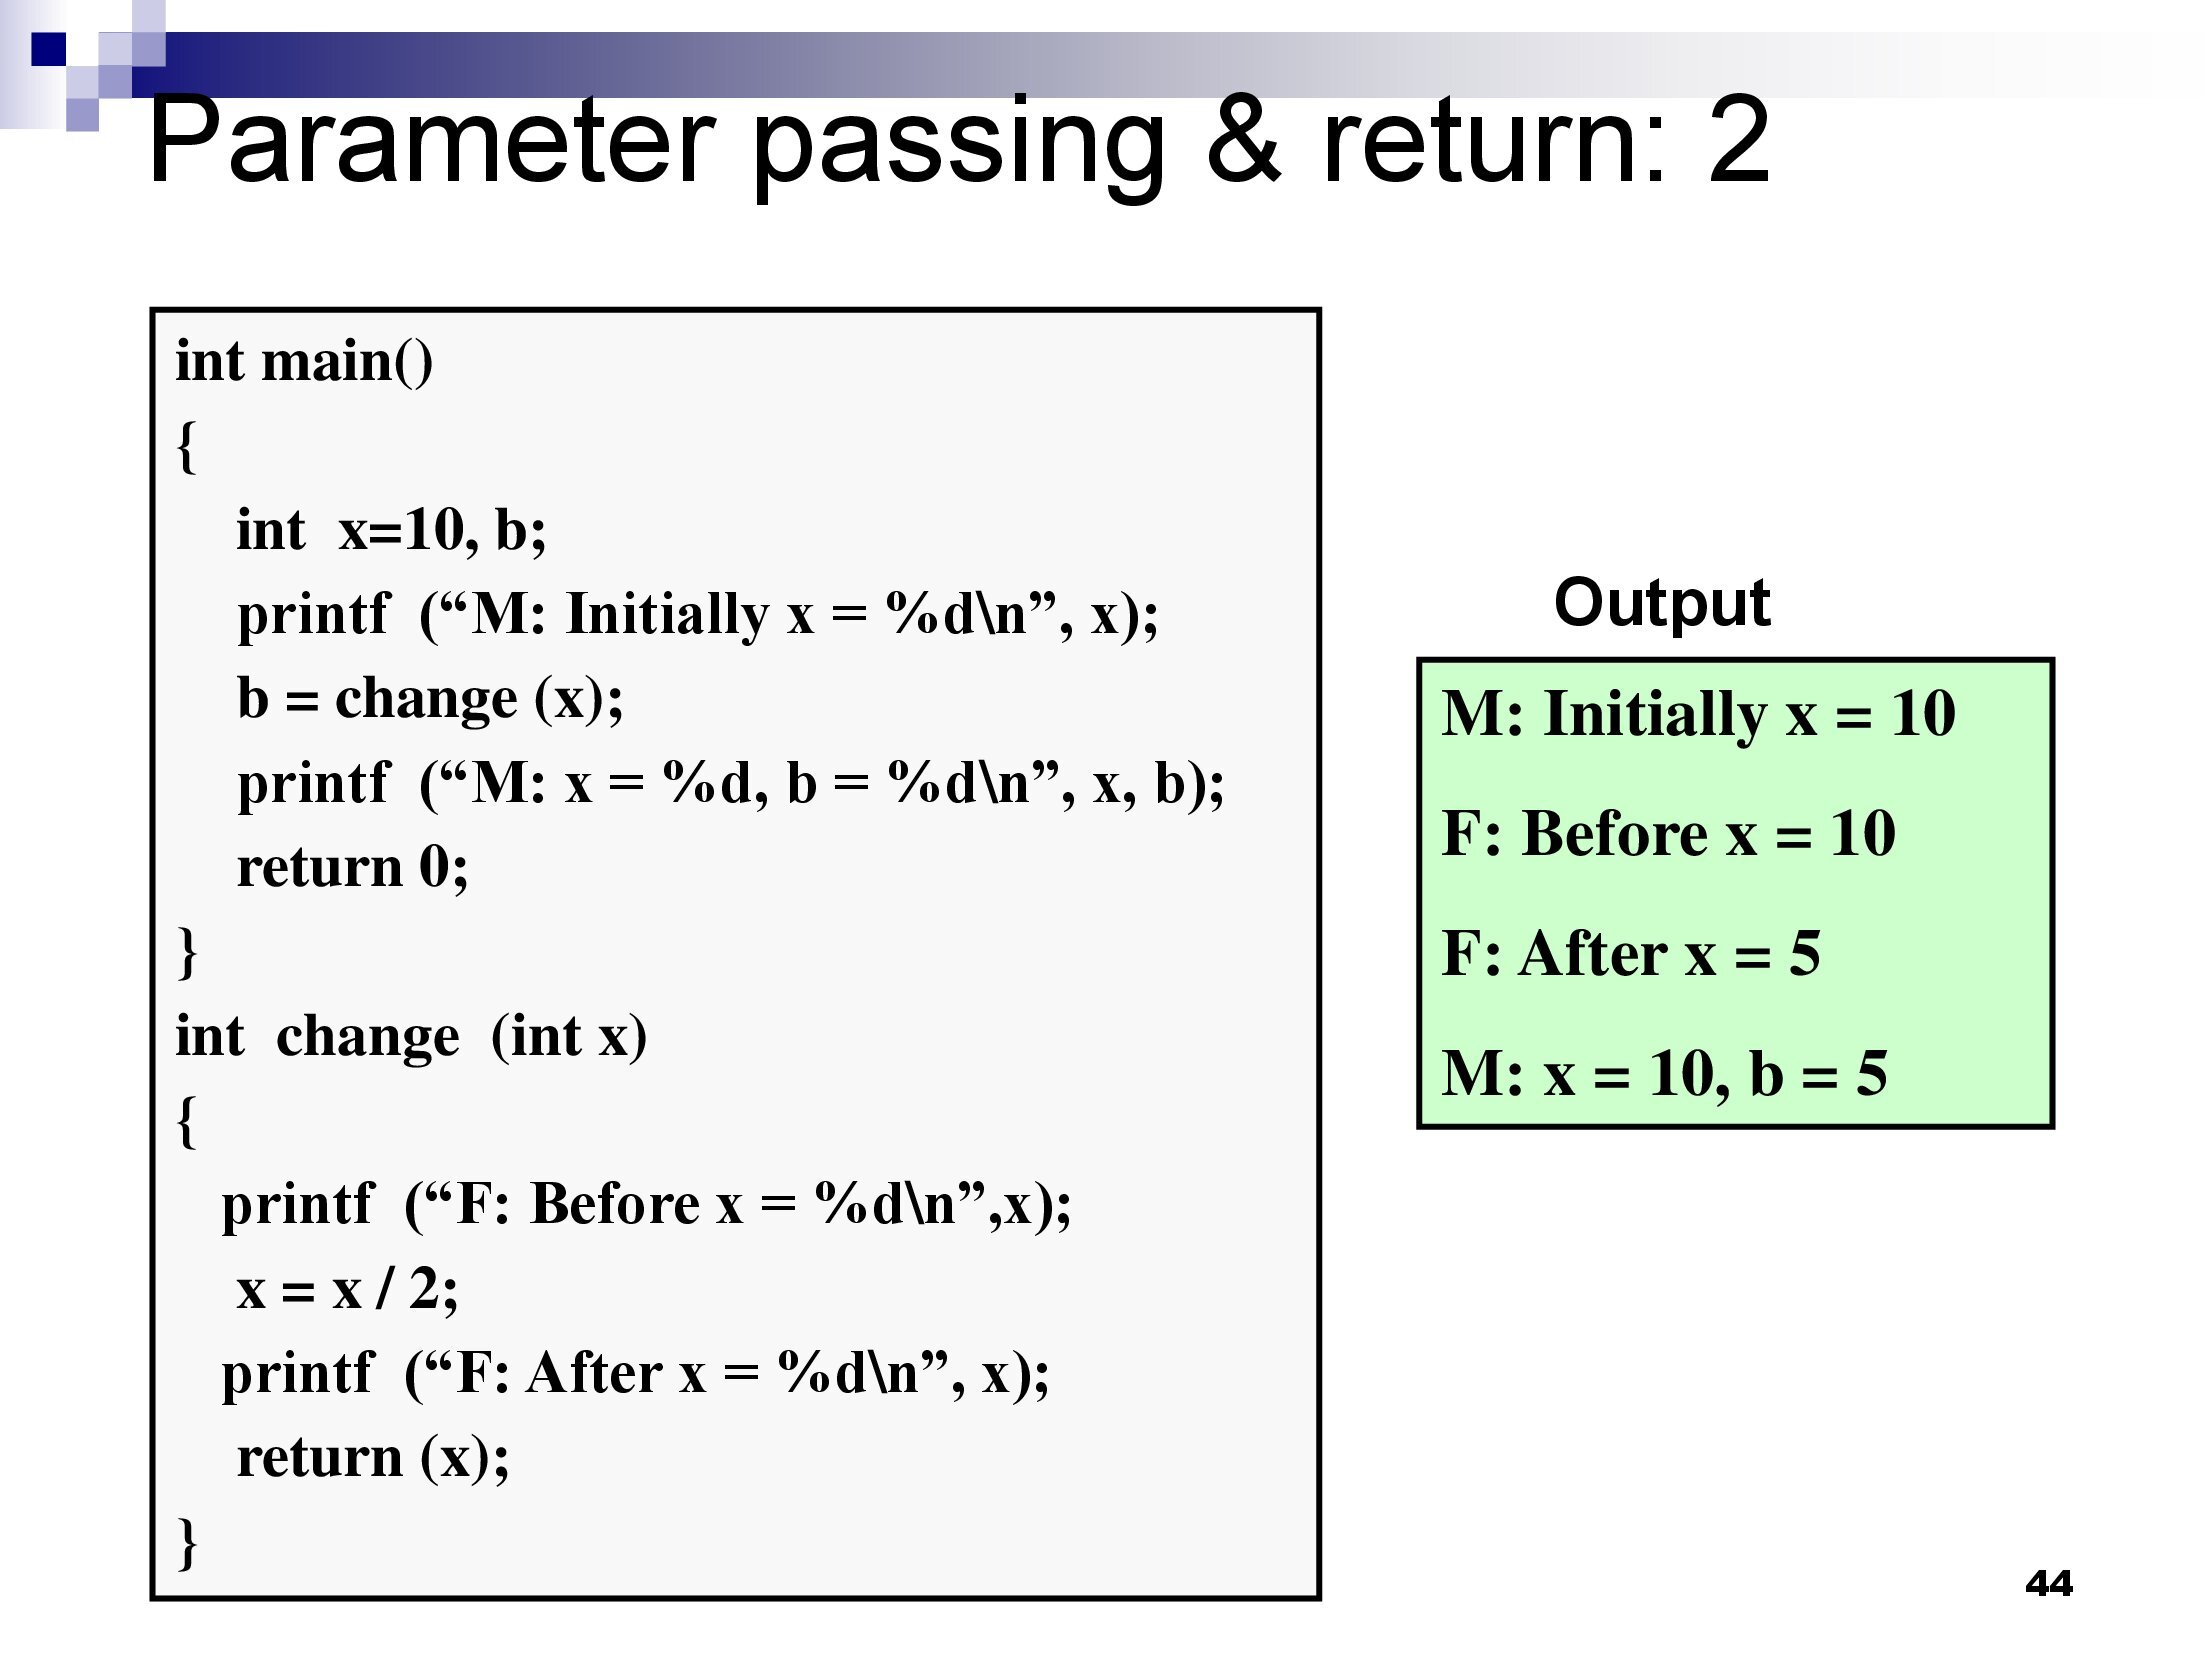 Parameter passing & return: 2
int main()
{
int  x=10, b;
printf  (“M: Initially x = %d\n”, x);
b = change (x);
printf  (“M: x = %d, b = %d\n”, x, b);
return 0;
}
int  change  (int x)
{
printf  (“F: Before x = %d\n”,x);
x = x / 2;
printf  (“F: After x = %d\n”, x);
return (x);
}
Output
M: Initially x = 10
F: Before x = 10
F: After x = 5
M: x = 10, b = 5
44